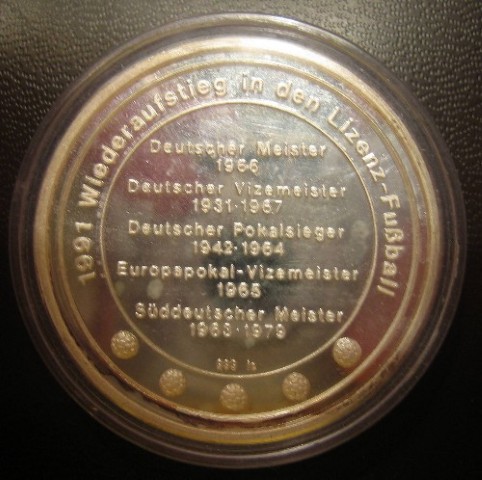 1991 Wiederaufstieg in den Lizenz-Fußball
Deutscher Meister
1966
Deutscher Vizemeister
1931·1967
Deutscher Pokalsieger
1942·1964
Europapokal-Vizemeister
1965
Süddeutscher Meister
1963·1979
999